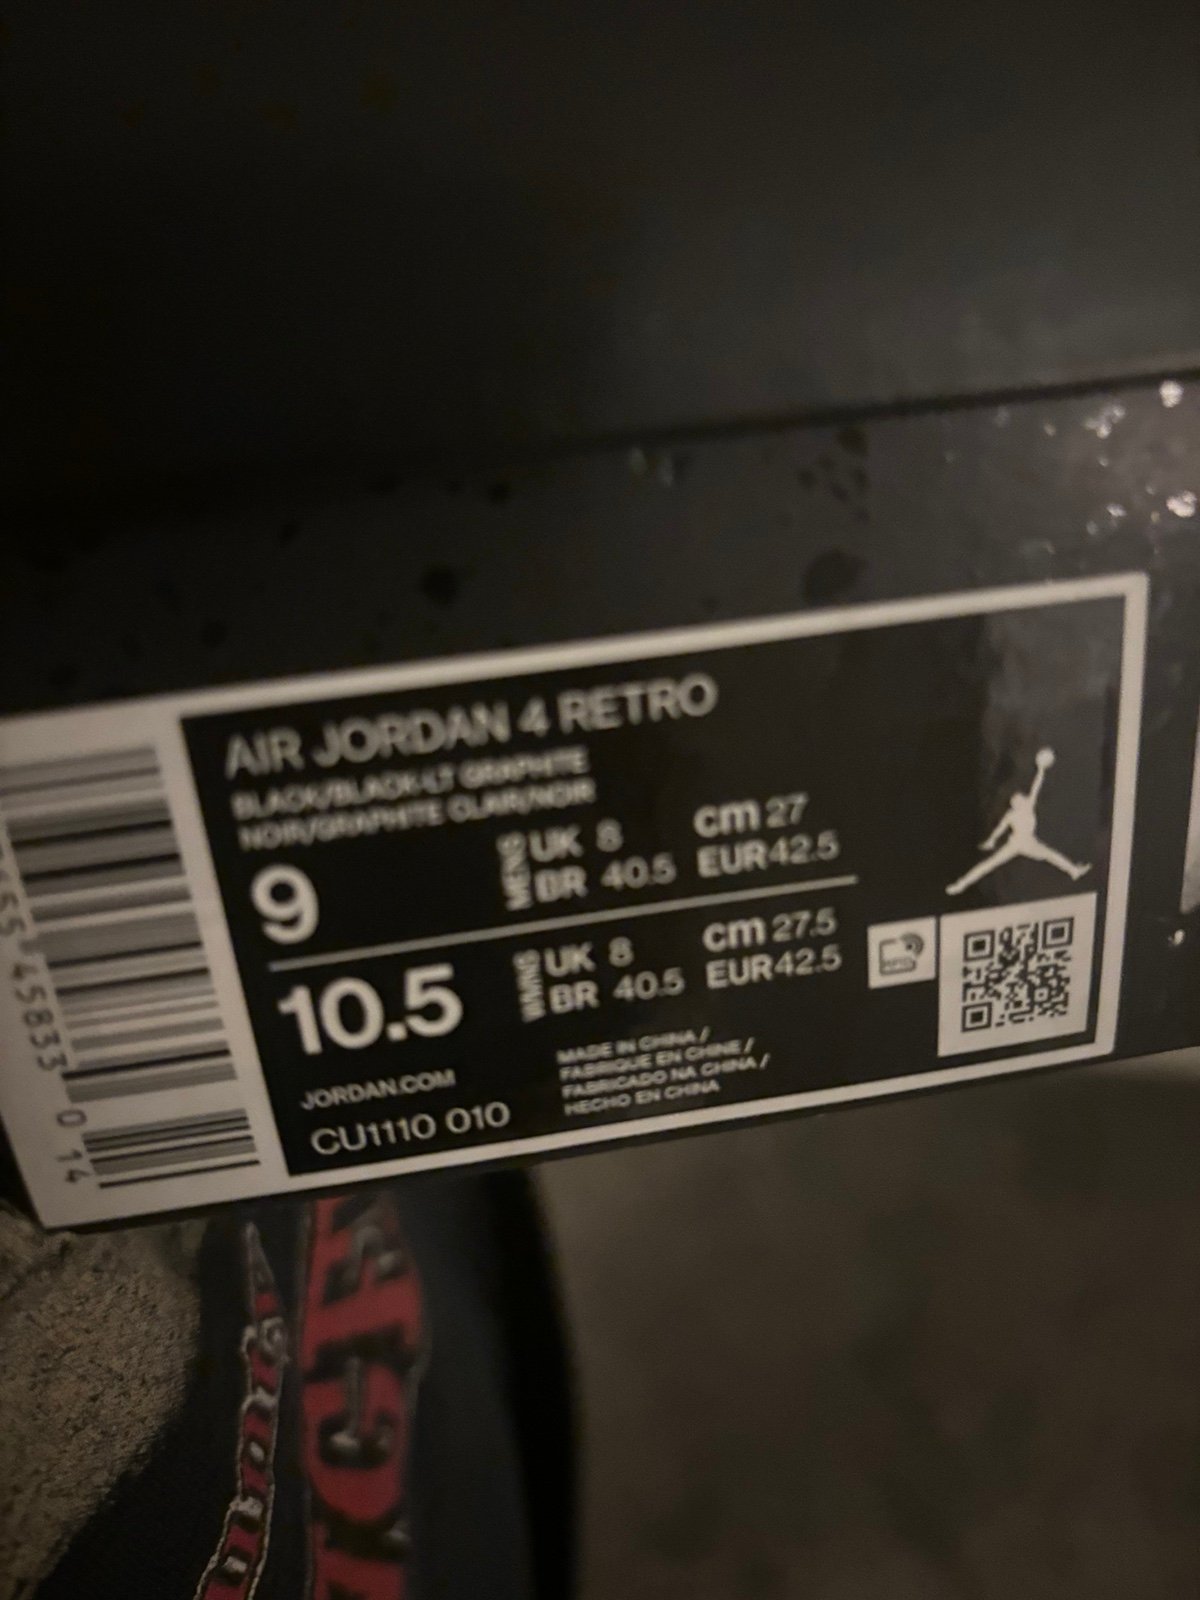 AIR JORDAN 4 RETRO
BLACK/BLACK-LT GRAPHITE
NOIR/GRAPHITE CLAIR/NOIR
9
MENS
UK 8
BR 40.5
cm 27
EUR 42.5
10.5
WMNS
UK 8
BR 40.5
cm 27.5
EUR 42.5
JORDAN.COM
CU1110 010
MADE IN CHINA /
FABRIQUE EN CHINE /
FABRICADO NA CHINA /
HECHO EN CHINA
45833 0 14